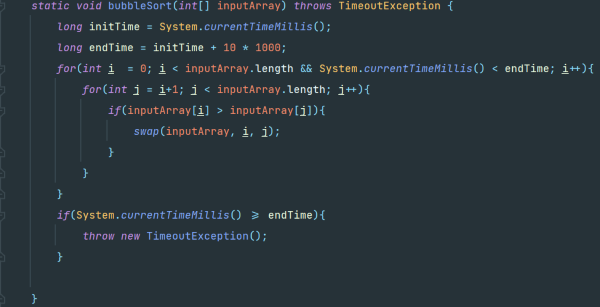 static void bubbleSort(int[] inputArray) throws TimeoutException {
long initTime = System.currentTimeMillis();
long endTime = initTime + 10 * 1000;
for(int i  = 0; i < inputArray.length && System.currentTimeMillis() < endTime; i++){
for(int j = i+1; j < inputArray.length; j++){
if(inputArray[i] > inputArray[j]){
swap(inputArray, i, j);
}
}
}
if(System.currentTimeMillis() ⩾ endTime){
throw new TimeoutException();
}
}